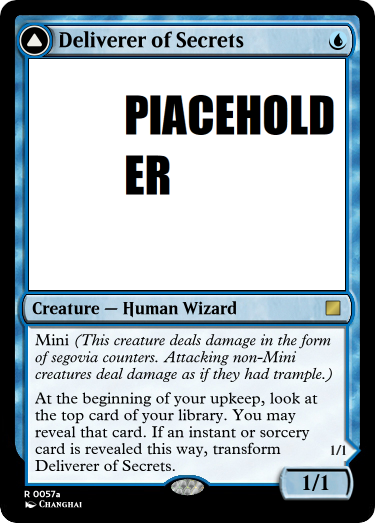 Deliverer of Secrets
PIACEHOLD
ER
Creature — Human Wizard
Mini (This creature deals damage in the form
of segovia counters. Attacking non-Mini
creatures deal damage as if they had trample.)
At the beginning of your upkeep, look at
the top card of your library. You may
reveal that card. If an instant or sorcery
card is revealed this way, transform
Deliverer of Secrets.
1/1
1/1
R 0057a
CHANGHAI